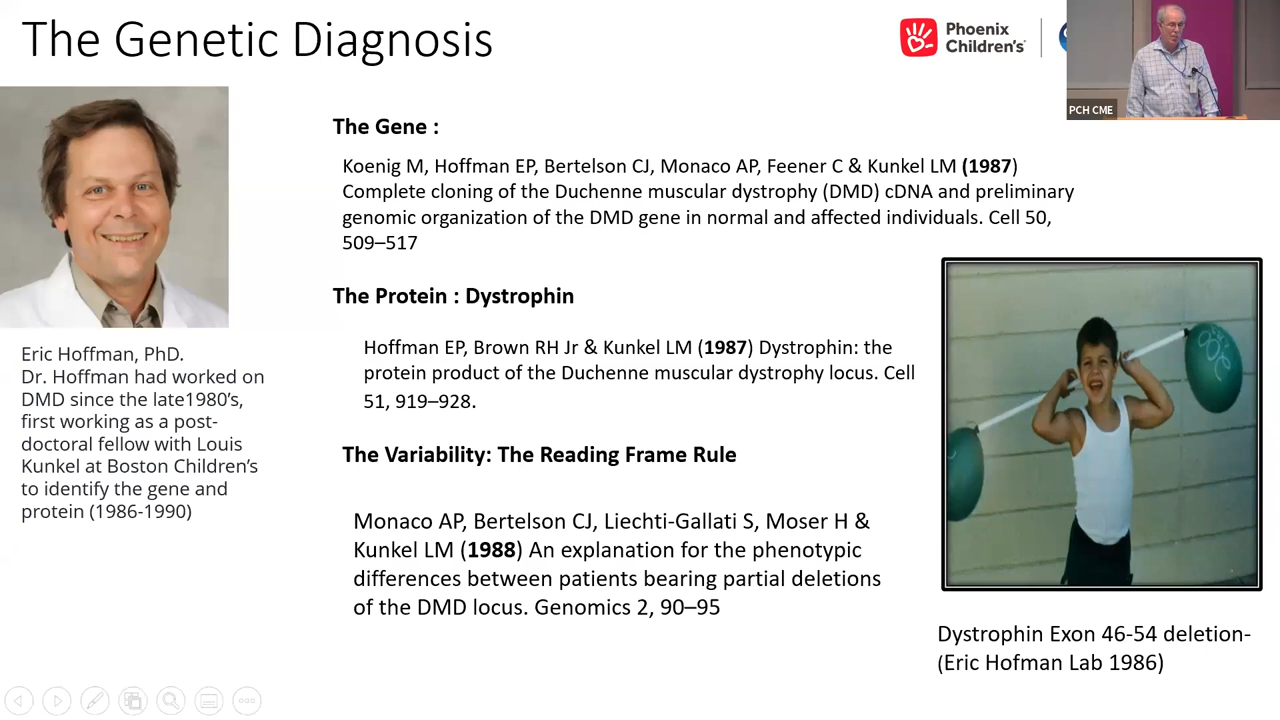 The Genetic Diagnosis
Phoenix
Children's
PCH CME
The Gene :
Koenig M, Hoffman EP, Bertelson CJ, Monaco AP, Feener C & Kunkel LM (1987)
Complete cloning of the Duchenne muscular dystrophy (DMD) cDNA and preliminary
genomic organization of the DMD gene in normal and affected individuals. Cell 50,
509–517
The Protein : Dystrophin
Hoffman EP, Brown RH Jr & Kunkel LM (1987) Dystrophin: the
protein product of the Duchenne muscular dystrophy locus. Cell
51, 919–928.
The Variability: The Reading Frame Rule
Monaco AP, Bertelson CJ, Liechti-Gallati S, Moser H &
Kunkel LM (1988) An explanation for the phenotypic
differences between patients bearing partial deletions
of the DMD locus. Genomics 2, 90–95
Eric Hoffman, PhD.
Dr. Hoffman had worked on
DMD since the late1980’s,
first working as a post-
doctoral fellow with Louis
Kunkel at Boston Children’s
to identify the gene and
protein (1986-1990)
Dystrophin Exon 46-54 deletion-
(Eric Hofman Lab 1986)